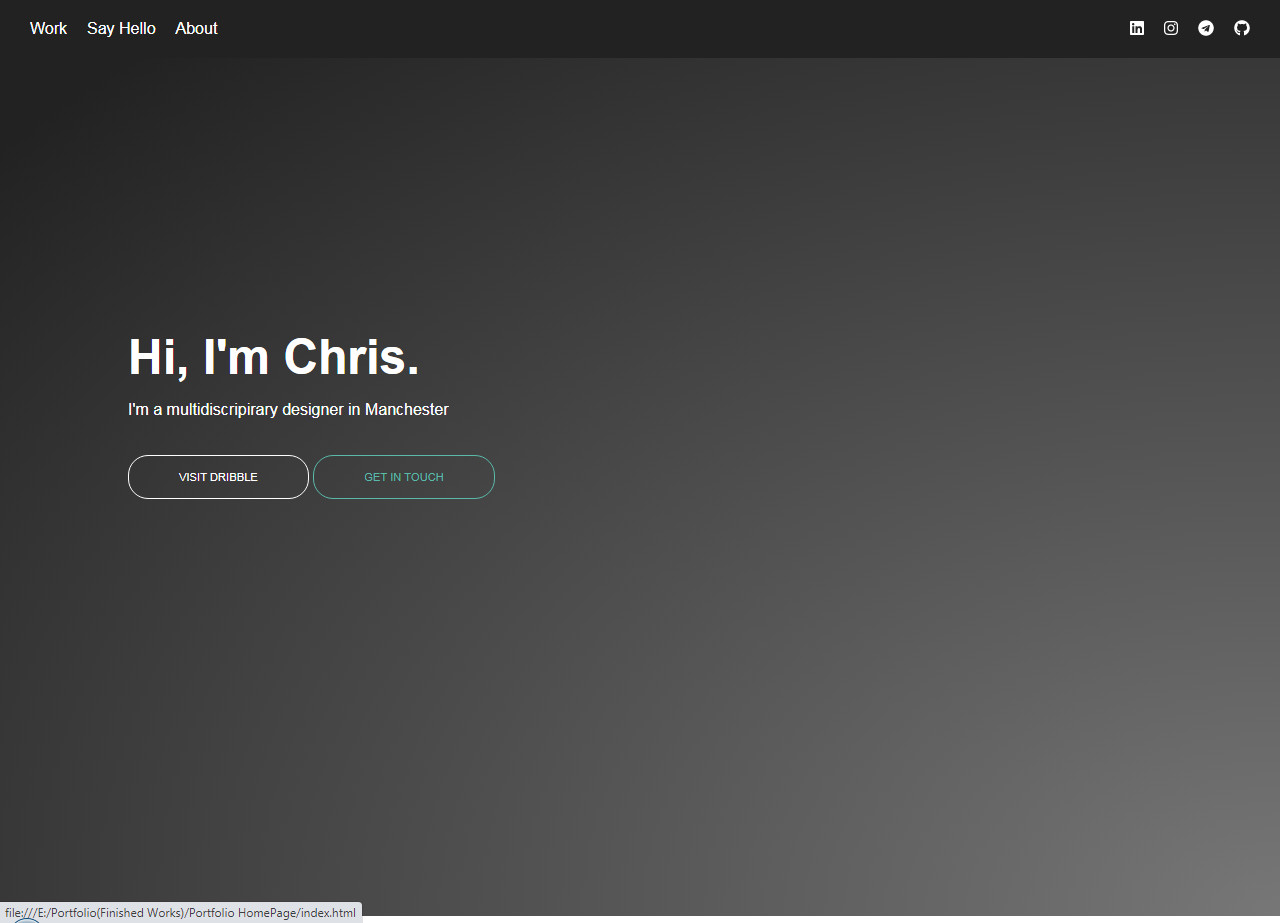 Work Say Hello About
Hi, I'm Chris.
I'm a multidiscripirary designer in Manchester
VISIT DRIBBLE GET IN TOUCH
file:///E:/Portfolio(Finished Works)/Portfolio HomePage/index.html